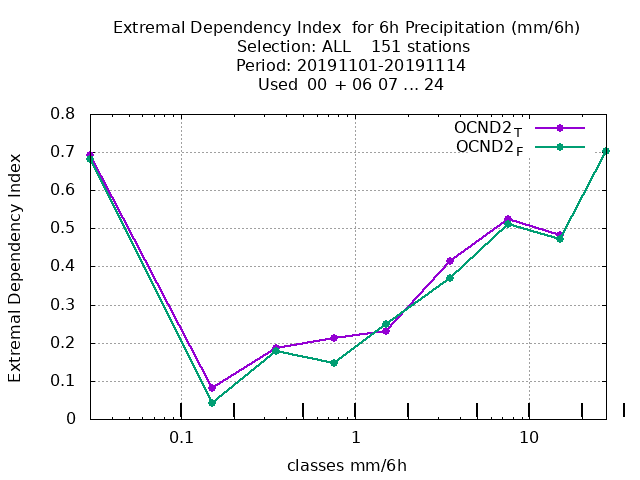 Extremal Dependency Index  for 6h Precipitation (mm/6h)
Selection: ALL    151 stations
Period: 20191101-20191114
Used  00 + 06 07 ... 24
OCND2T
OCND2F
Extremal Dependency Index
0.8
0.7
0.6
0.5
0.4
0.3
0.2
0.1
0
0.1 1 10
classes mm/6h